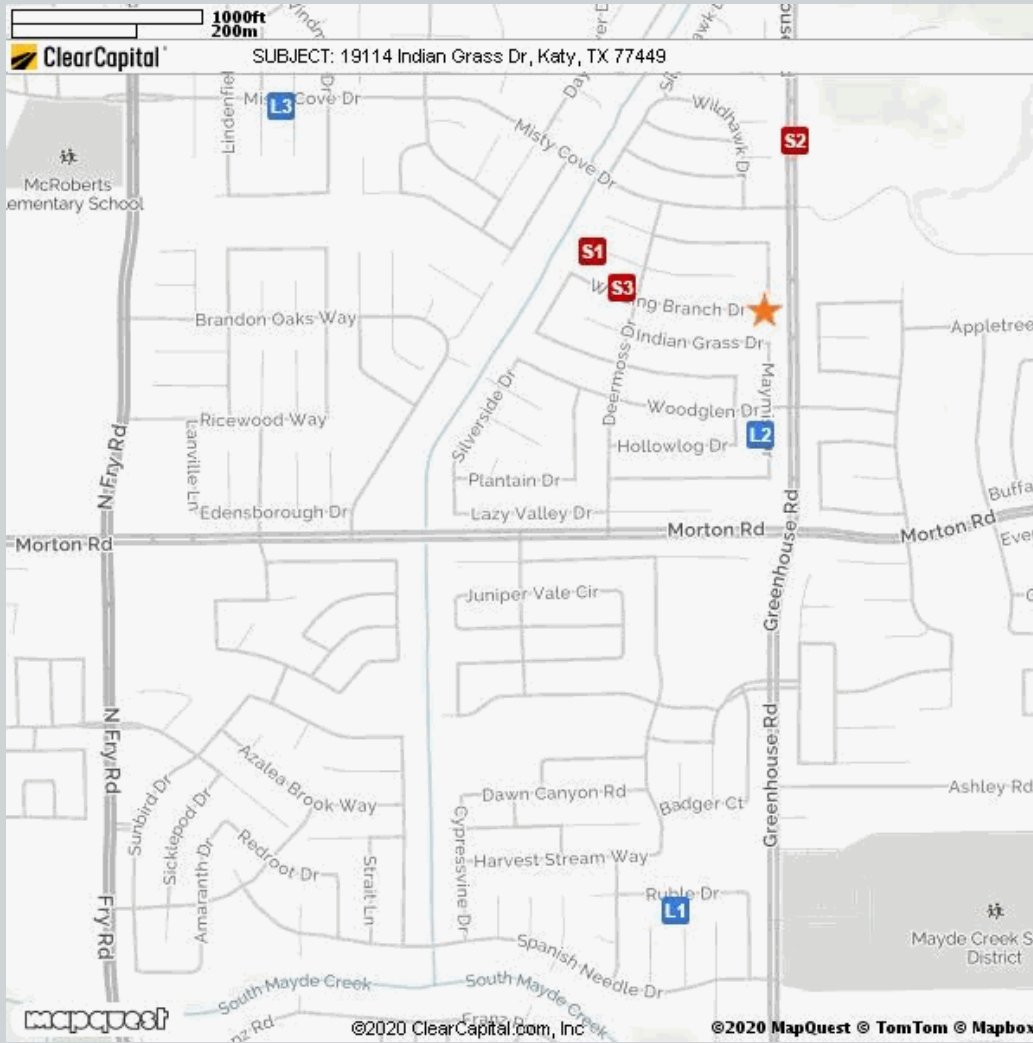 1000ft
200m
ClearCapital
SUBJECT: 19114 Indian Grass Dr, Katy, TX 77449
L3
Lindenfiel
Misty Cove Dr
Wildhawk Dr
S2
McRoberts
ementary School
S1
S3
ng Branch Dr
Brandon Oaks Way
Indian Grass Dr
Appletree
Deermoss Dr
Silverside Dr
Woodglen Dr
Ricewood Way
Lanville Ln
Hollowlog Dr
L2
N Fry Rd
Plantain Dr
Edensborough Dr
Lazy Valley Dr
Buffa
Morton Rd
Morton Rd
Morton Rd
Greenhouse Rd
Juniper Vale Cir
Greenhouse Rd
N Fry Rd
Azalea Brook Way
Greenhouse Rd
Dawn Canyon Rd
Badger Ct
Ashley Rd
Sunbird Dr
Sicklepod Dr
Amaranth Dr
Redroot Dr
Strait Ln
Cypressvine Dr
Harvest Stream Way
Ruble Dr
L1
Fry Rd
Mayde Creek S
District
Spanish Needle Dr
South Mayde Creek
South Mayde Creek
mapquest
©2020 ClearCapital.com, Inc
©2020 MapQuest © TomTom © Mapbox